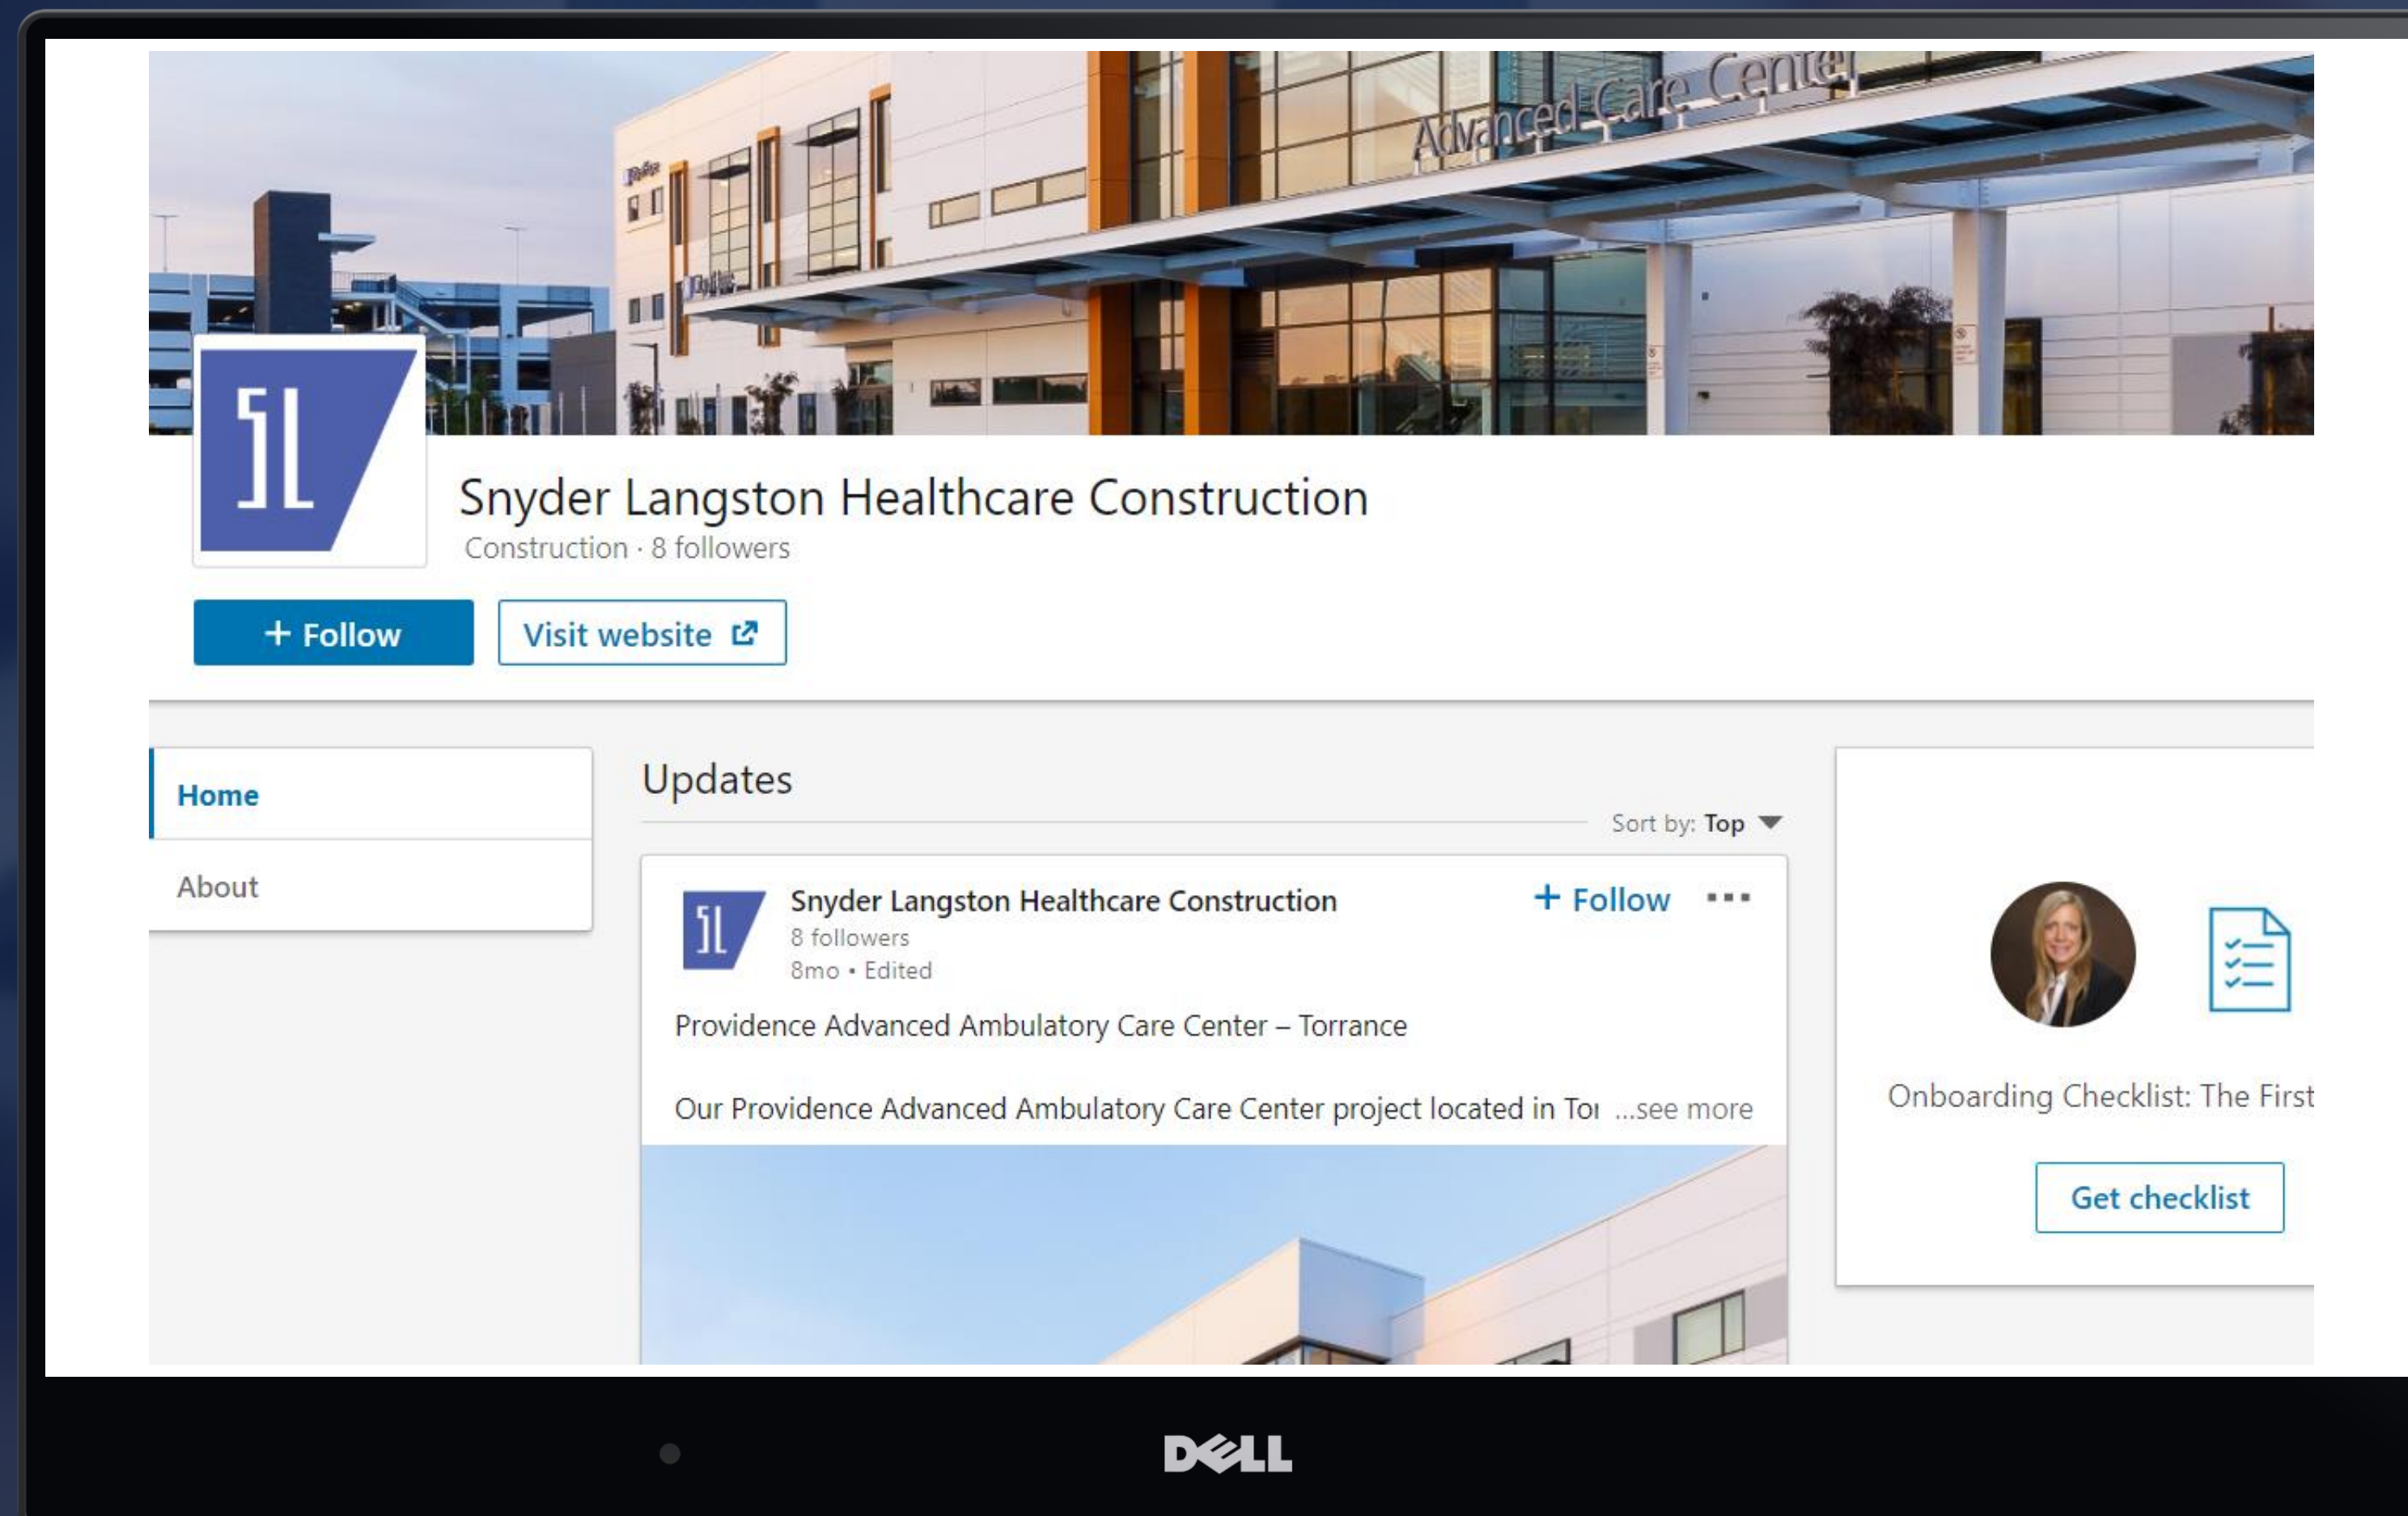 Advanced Care Center
Snyder Langston Healthcare Construction
Construction · 8 followers
+ Follow
Visit website
Home
About
Updates
Sort by: Top
Snyder Langston Healthcare Construction
+ Follow
8 followers
8mo • Edited
Providence Advanced Ambulatory Care Center – Torrance
Our Providence Advanced Ambulatory Care Center project located in Tor ...see more
Onboarding Checklist: The First
Get checklist
DELL